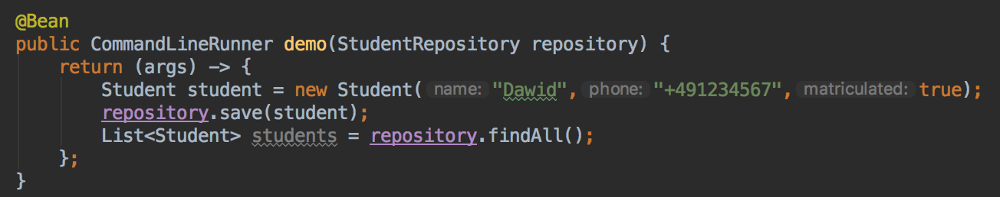 @Bean
public CommandLineRunner demo(StudentRepository repository) {
return (args) -> {
Student student = new Student( name: "Dawid", phone: "+491234567", matriculated: true);
repository.save(student);
List<Student> students = repository.findAll();
};
}